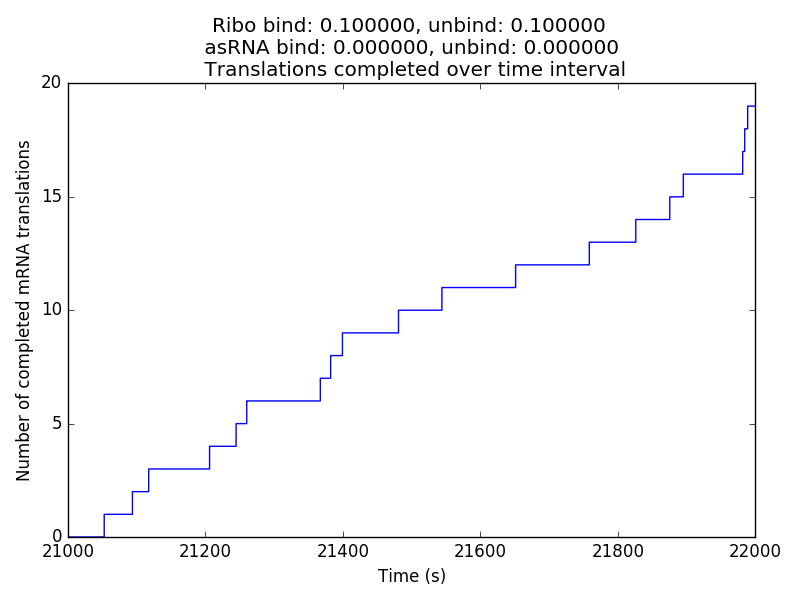 Ribo bind: 0.100000, unbind: 0.100000
asRNA bind: 0.000000, unbind: 0.000000
Translations completed over time interval
Number of completed mRNA translations
20
15
10
5
0
21000 21200 21400 21600 21800 22000
Time (s)